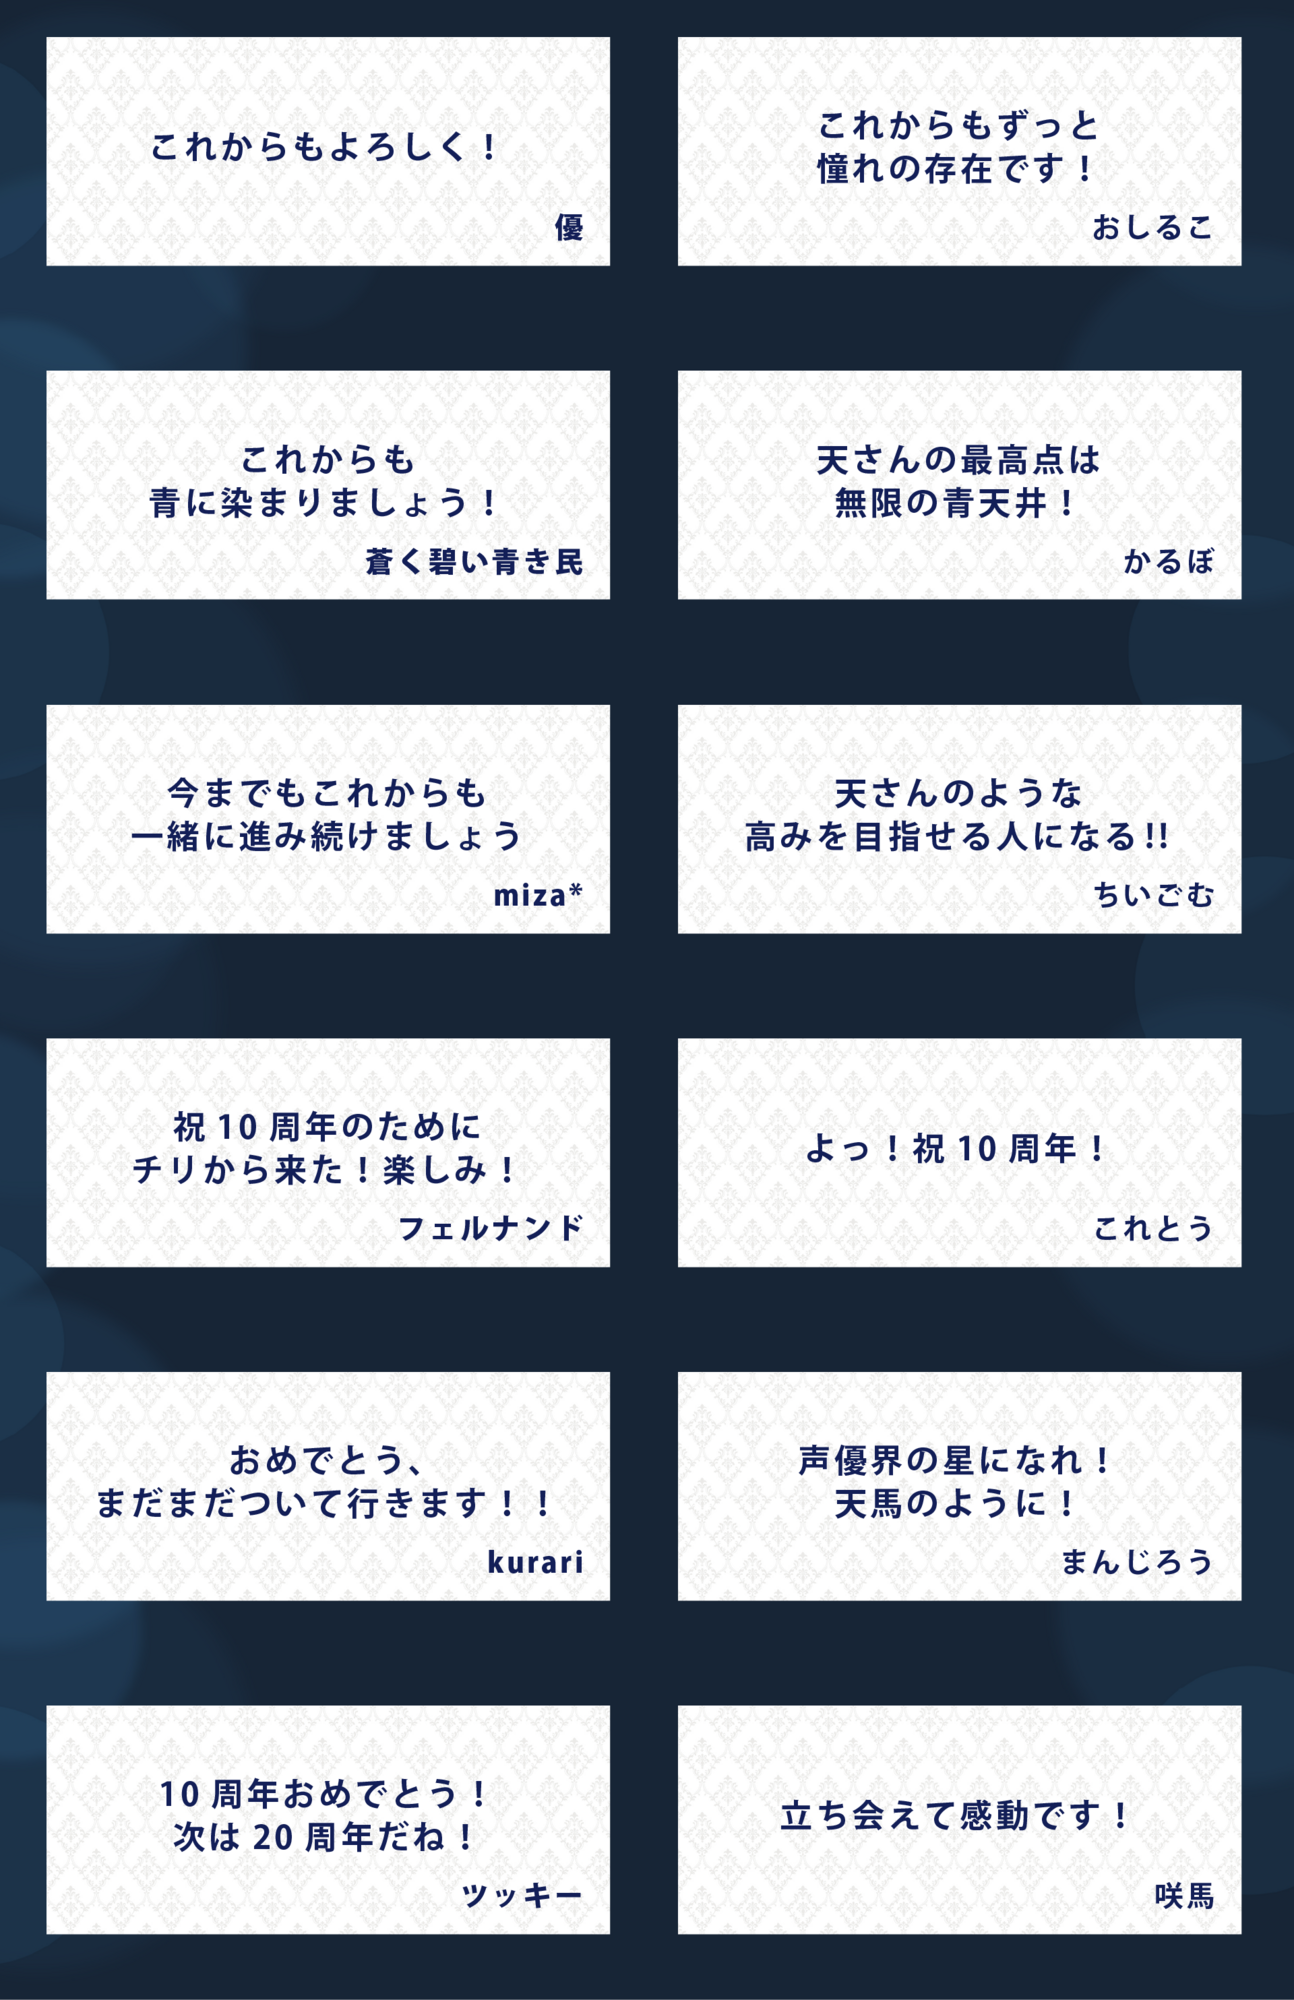 これからもよろしく！
優
これからもずっと
憧れの存在です！
おしるこ
これからも
青に染まりましょう！
蒼く碧い青き民
天さんの最高点は
無限の青天井！
かるぼ
今までもこれからも
一緒に進み続けましょう
miza*
天さんのような
高みを目指せる人になる!!
ちいごむ
祝 10 周年のために
チリから来た！楽しみ！
フェルナンド
よっ！祝 10 周年！
これとう
おめでとう、
まだまだついて行きます！！
kurari
声優界の星になれ！
天馬のように！
まんじろう
10 周年おめでとう！
次は 20 周年だね！
ツッキー
立ち会えて感動です！
咲馬